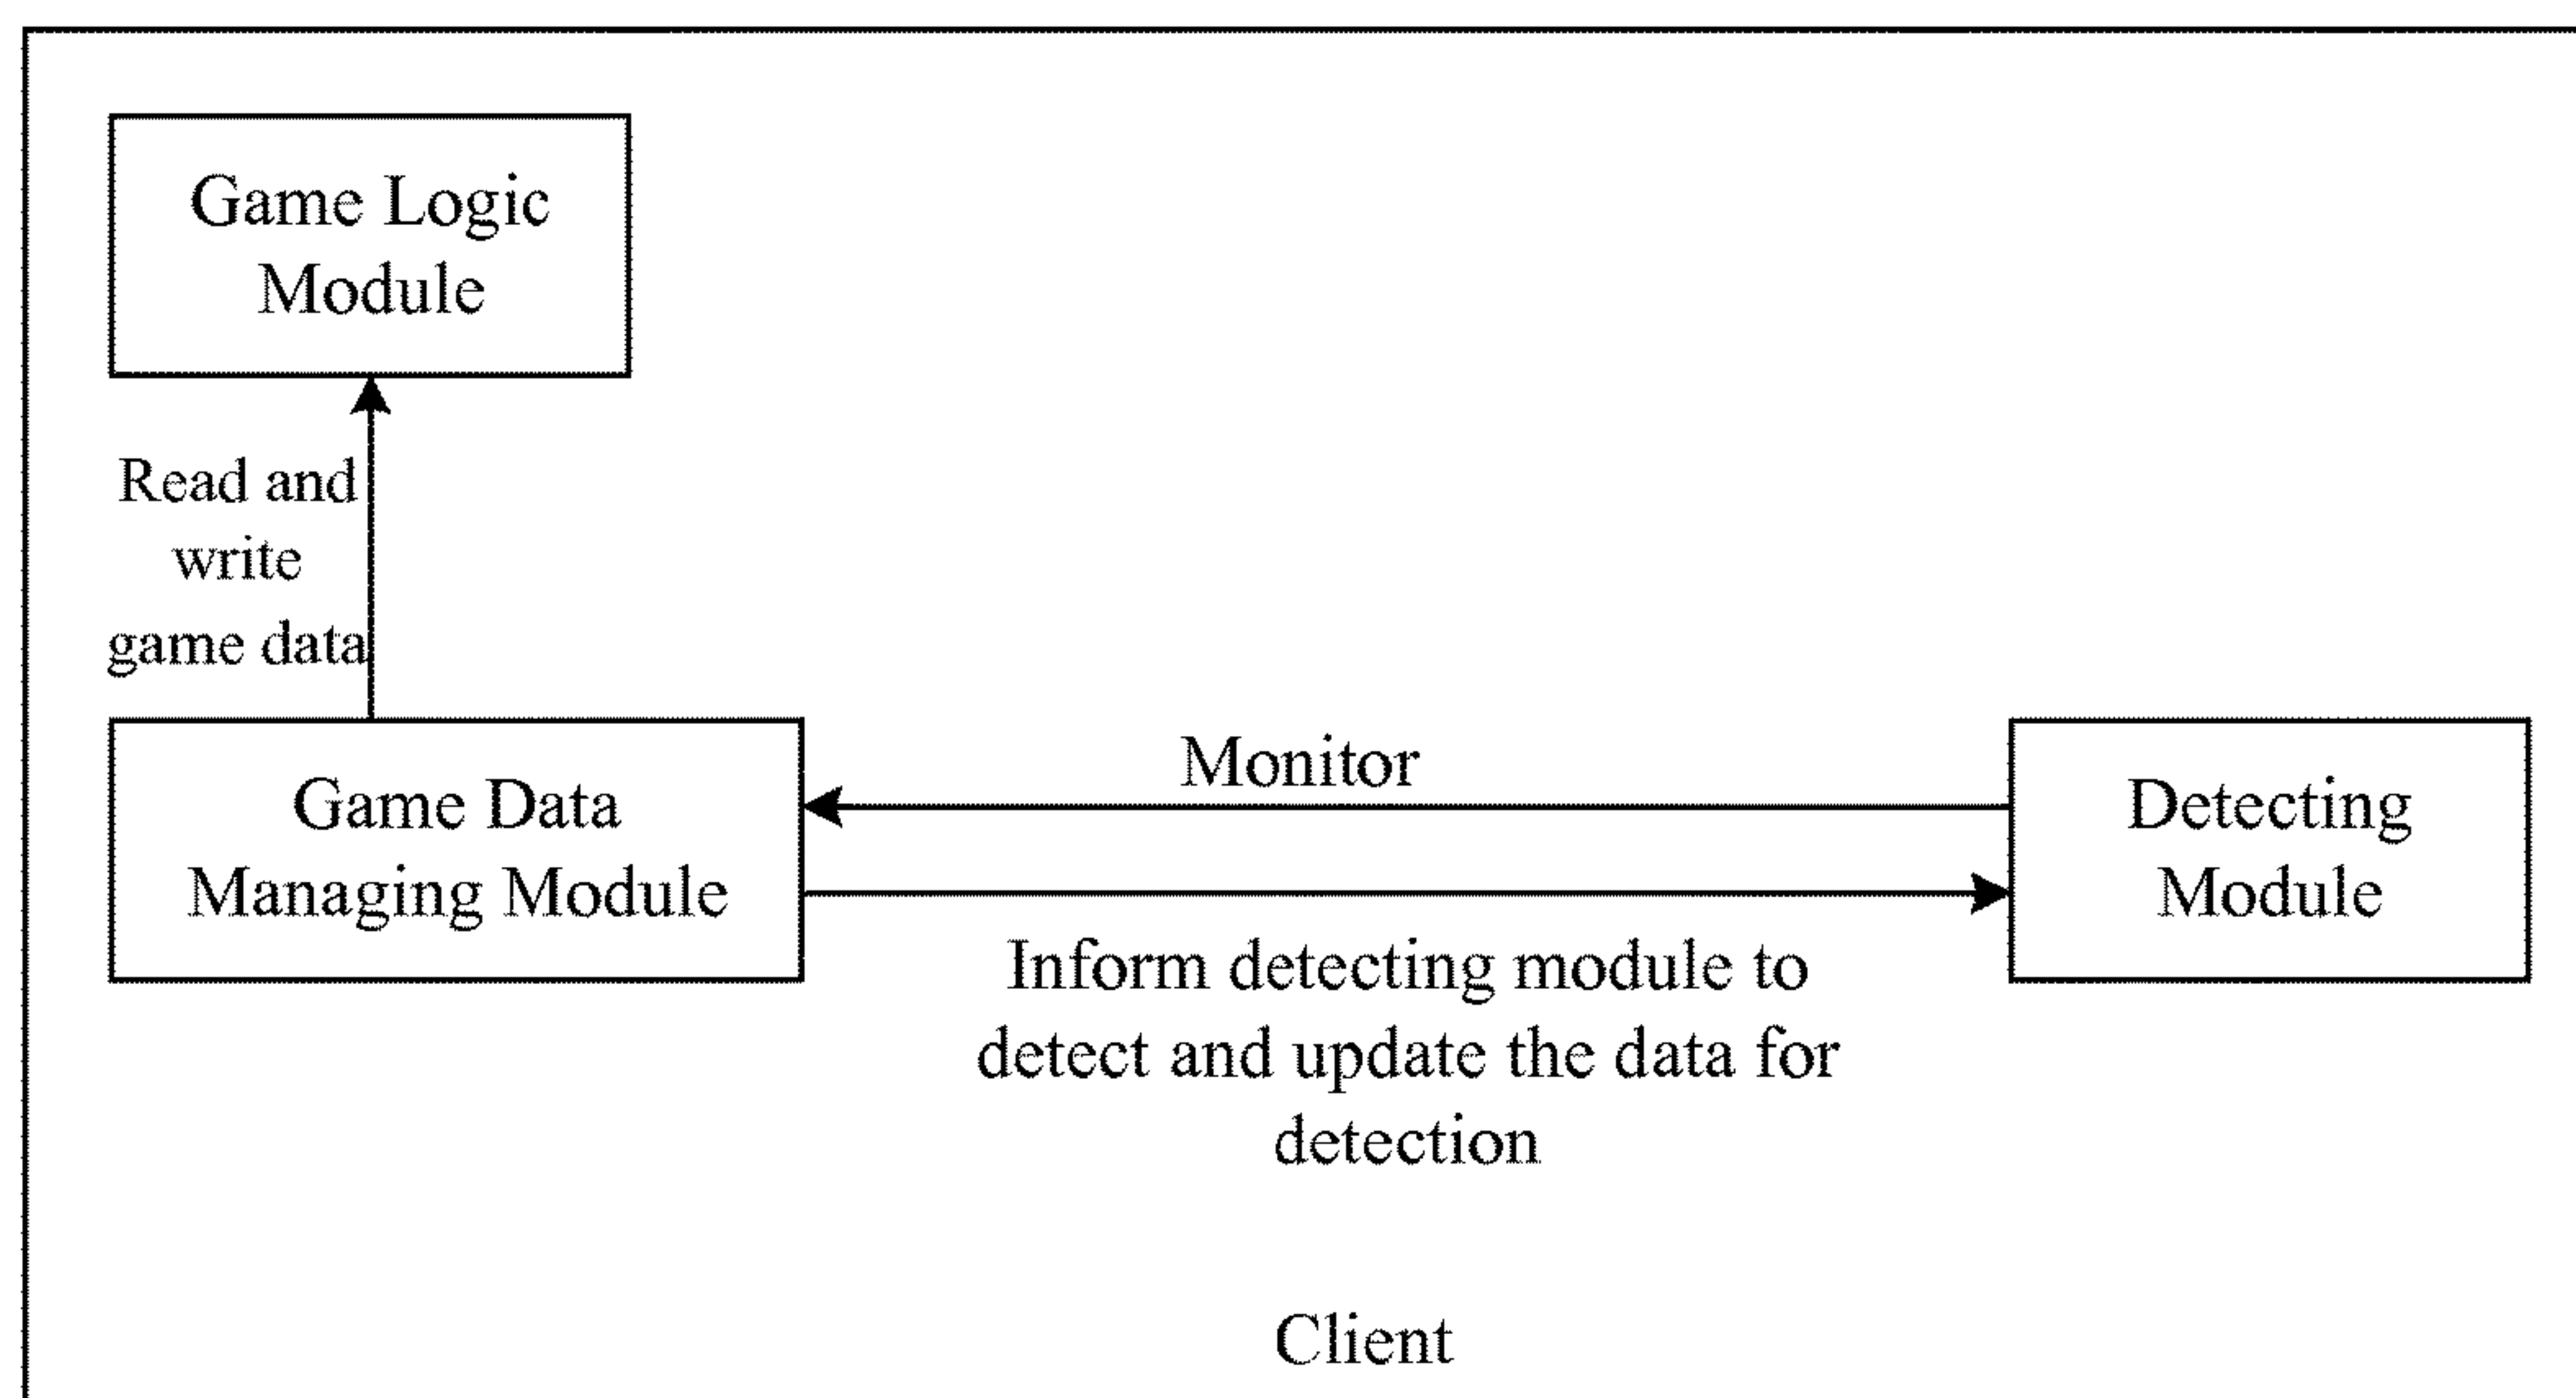 Game Logic
Module
Read and
write
game data
Game Data
Managing Module
Monitor
Detecting
Module
Inform detecting module to
detect and update the data for
detection
Client